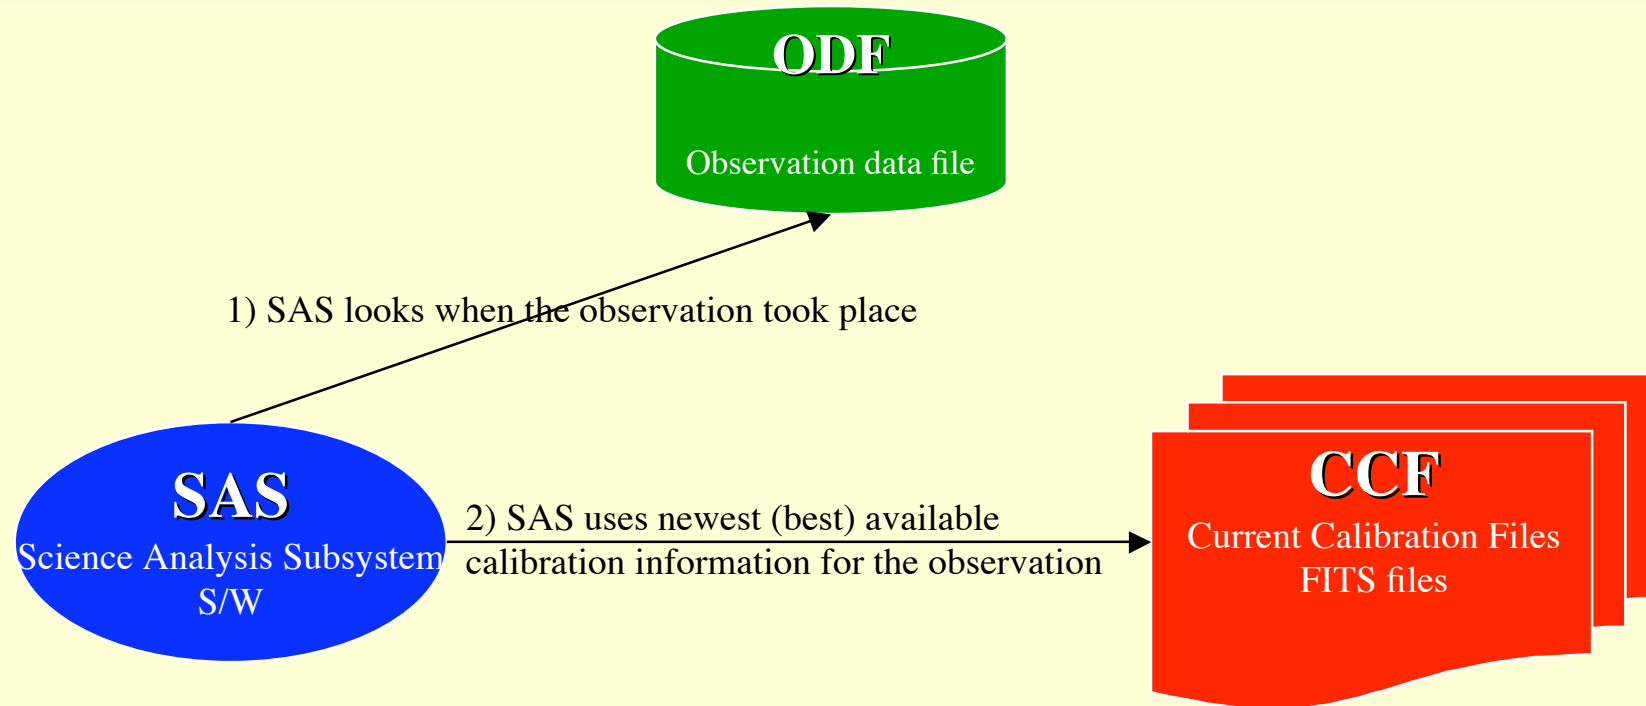 ODF
Observation data file
1) SAS looks when the observation took place
SAS
Science Analysis Subsystem
S/W
2) SAS uses newest (best) available
calibration information for the observation
CCF
Current Calibration Files
FITS files